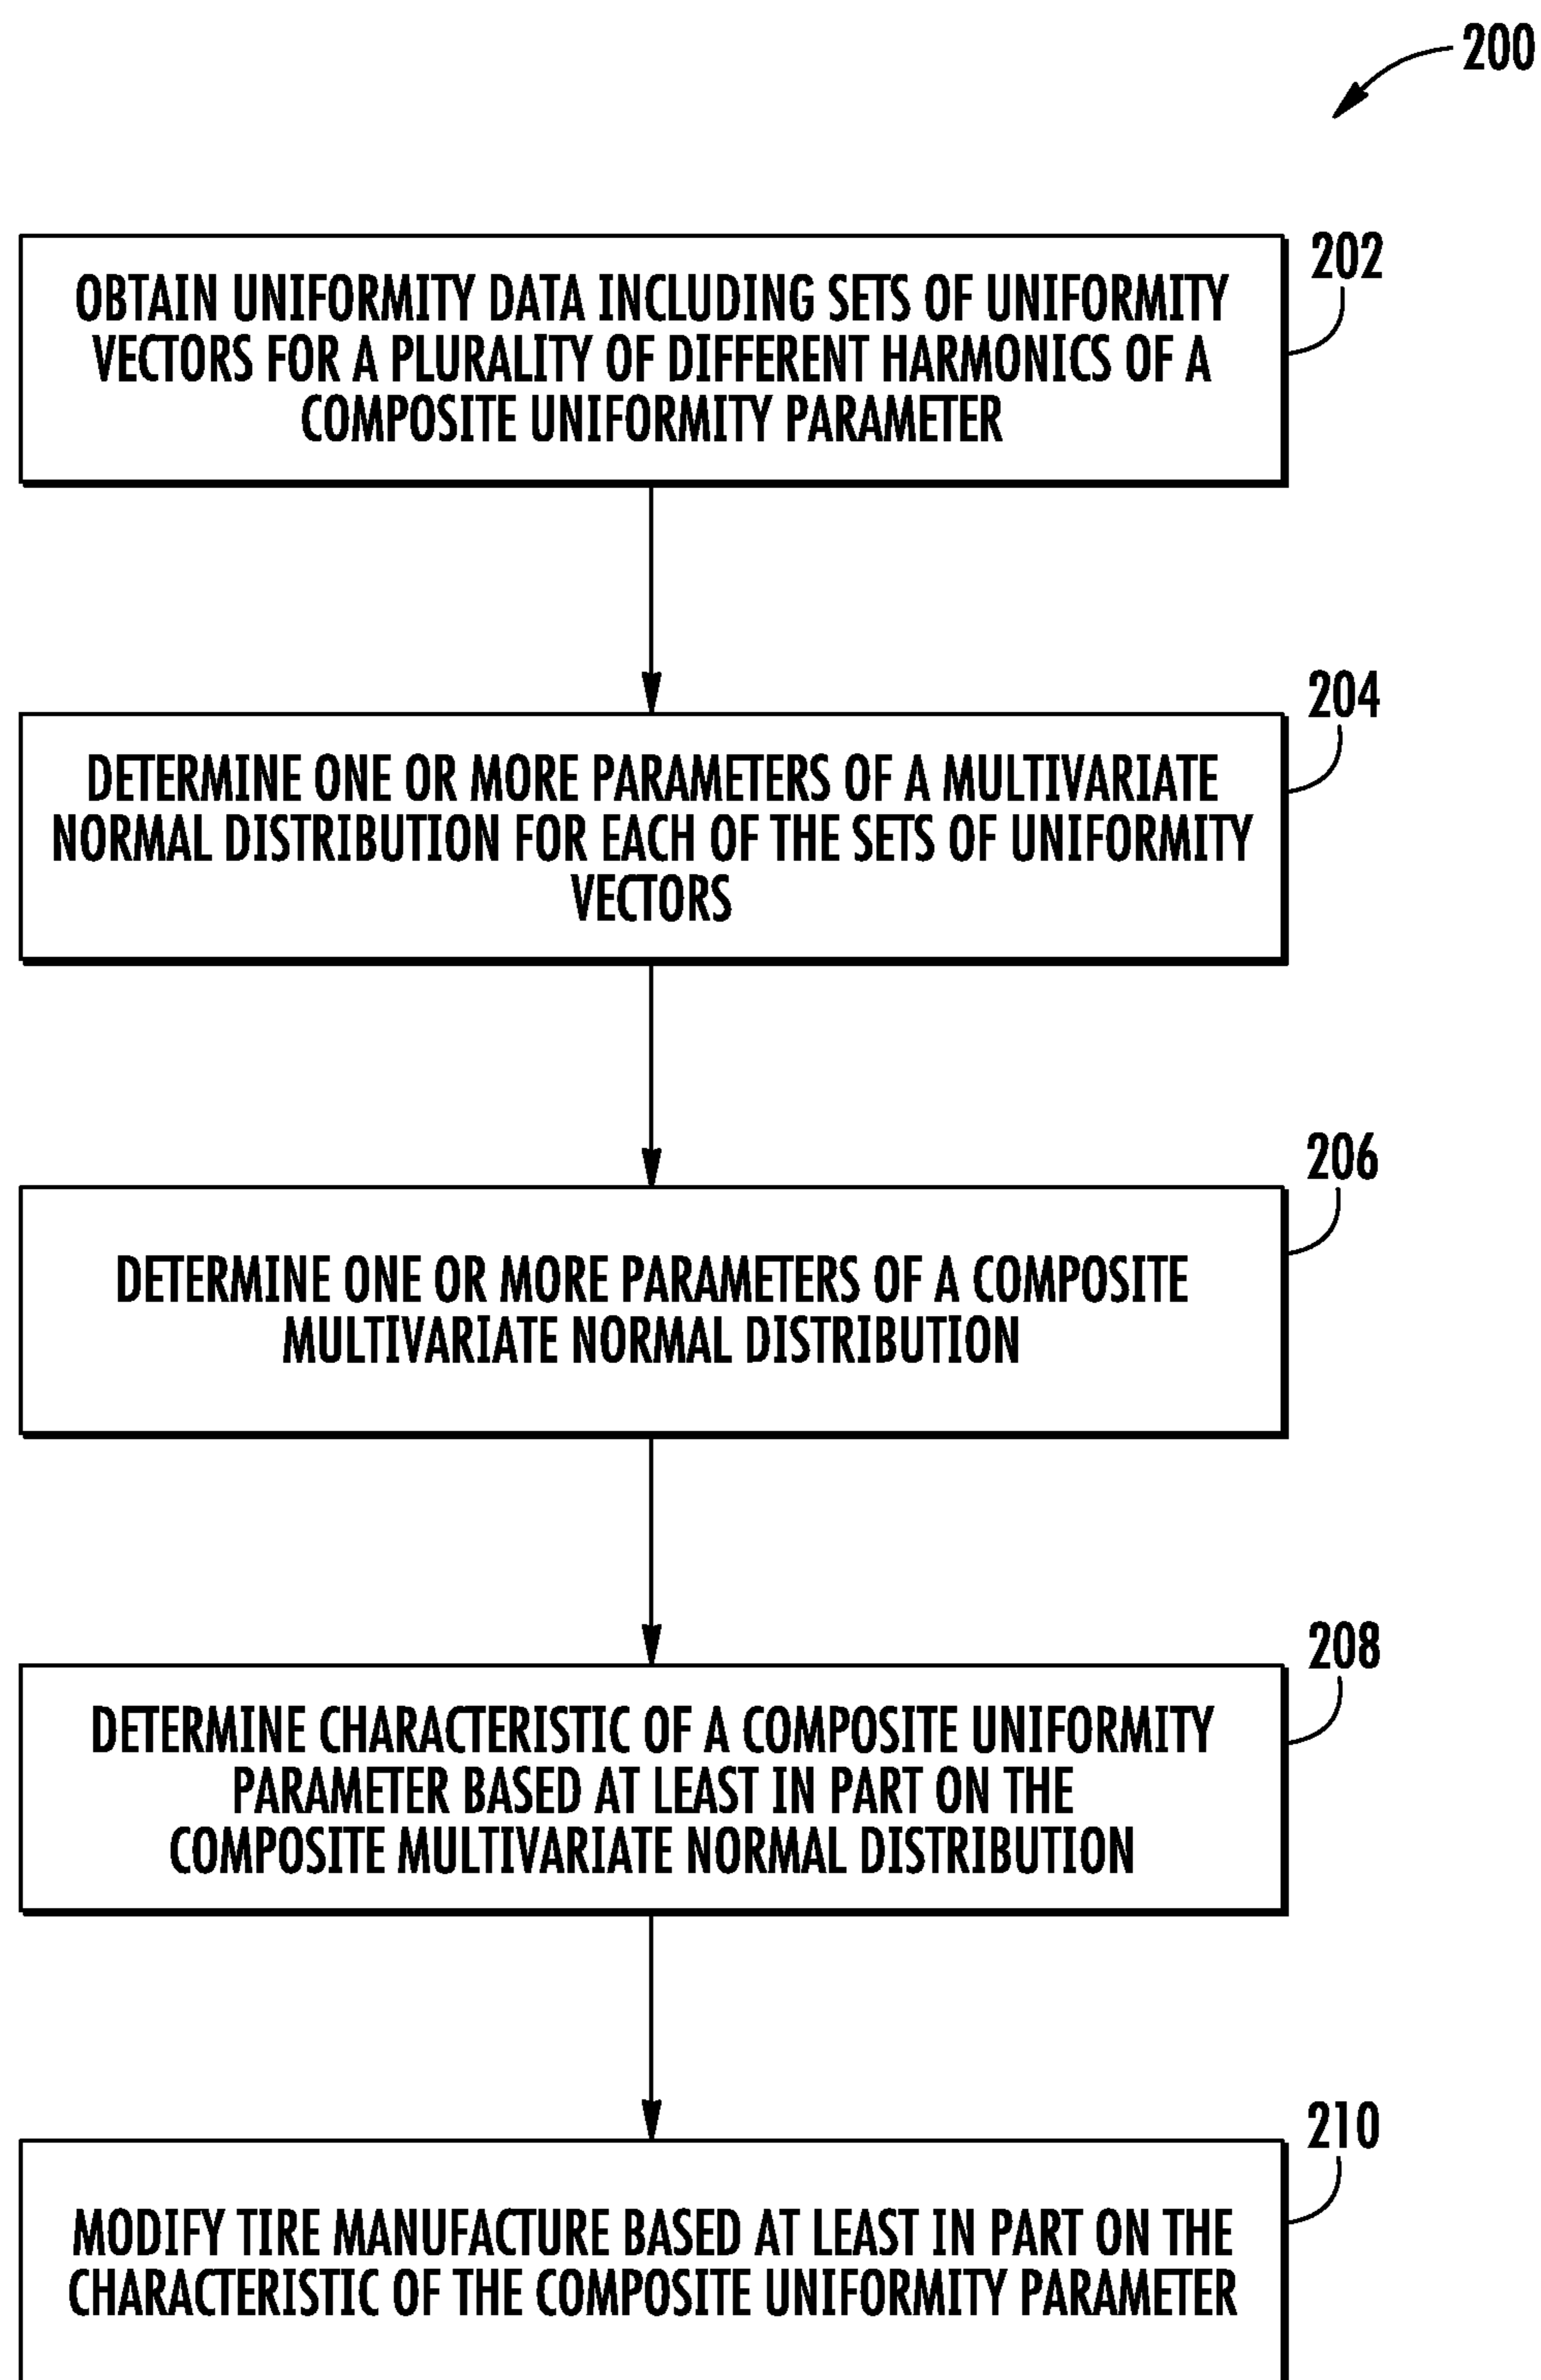 200
202
OBTAIN UNIFORMITY DATA INCLUDING SETS OF UNIFORMITY
VECTORS FOR A PLURALITY OF DIFFERENT HARMONICS OF A
COMPOSITE UNIFORMITY PARAMETER
204
DETERMINE ONE OR MORE PARAMETERS OF A MULTIVARIATE
NORMAL DISTRIBUTION FOR EACH OF THE SETS OF UNIFORMITY
VECTORS
206
DETERMINE ONE OR MORE PARAMETERS OF A COMPOSITE
MULTIVARIATE NORMAL DISTRIBUTION
208
DETERMINE CHARACTERISTIC OF A COMPOSITE UNIFORMITY
PARAMETER BASED AT LEAST IN PART ON THE
COMPOSITE MULTIVARIATE NORMAL DISTRIBUTION
210
MODIFY TIRE MANUFACTURE BASED AT LEAST IN PART ON THE
CHARACTERISTIC OF THE COMPOSITE UNIFORMITY PARAMETER